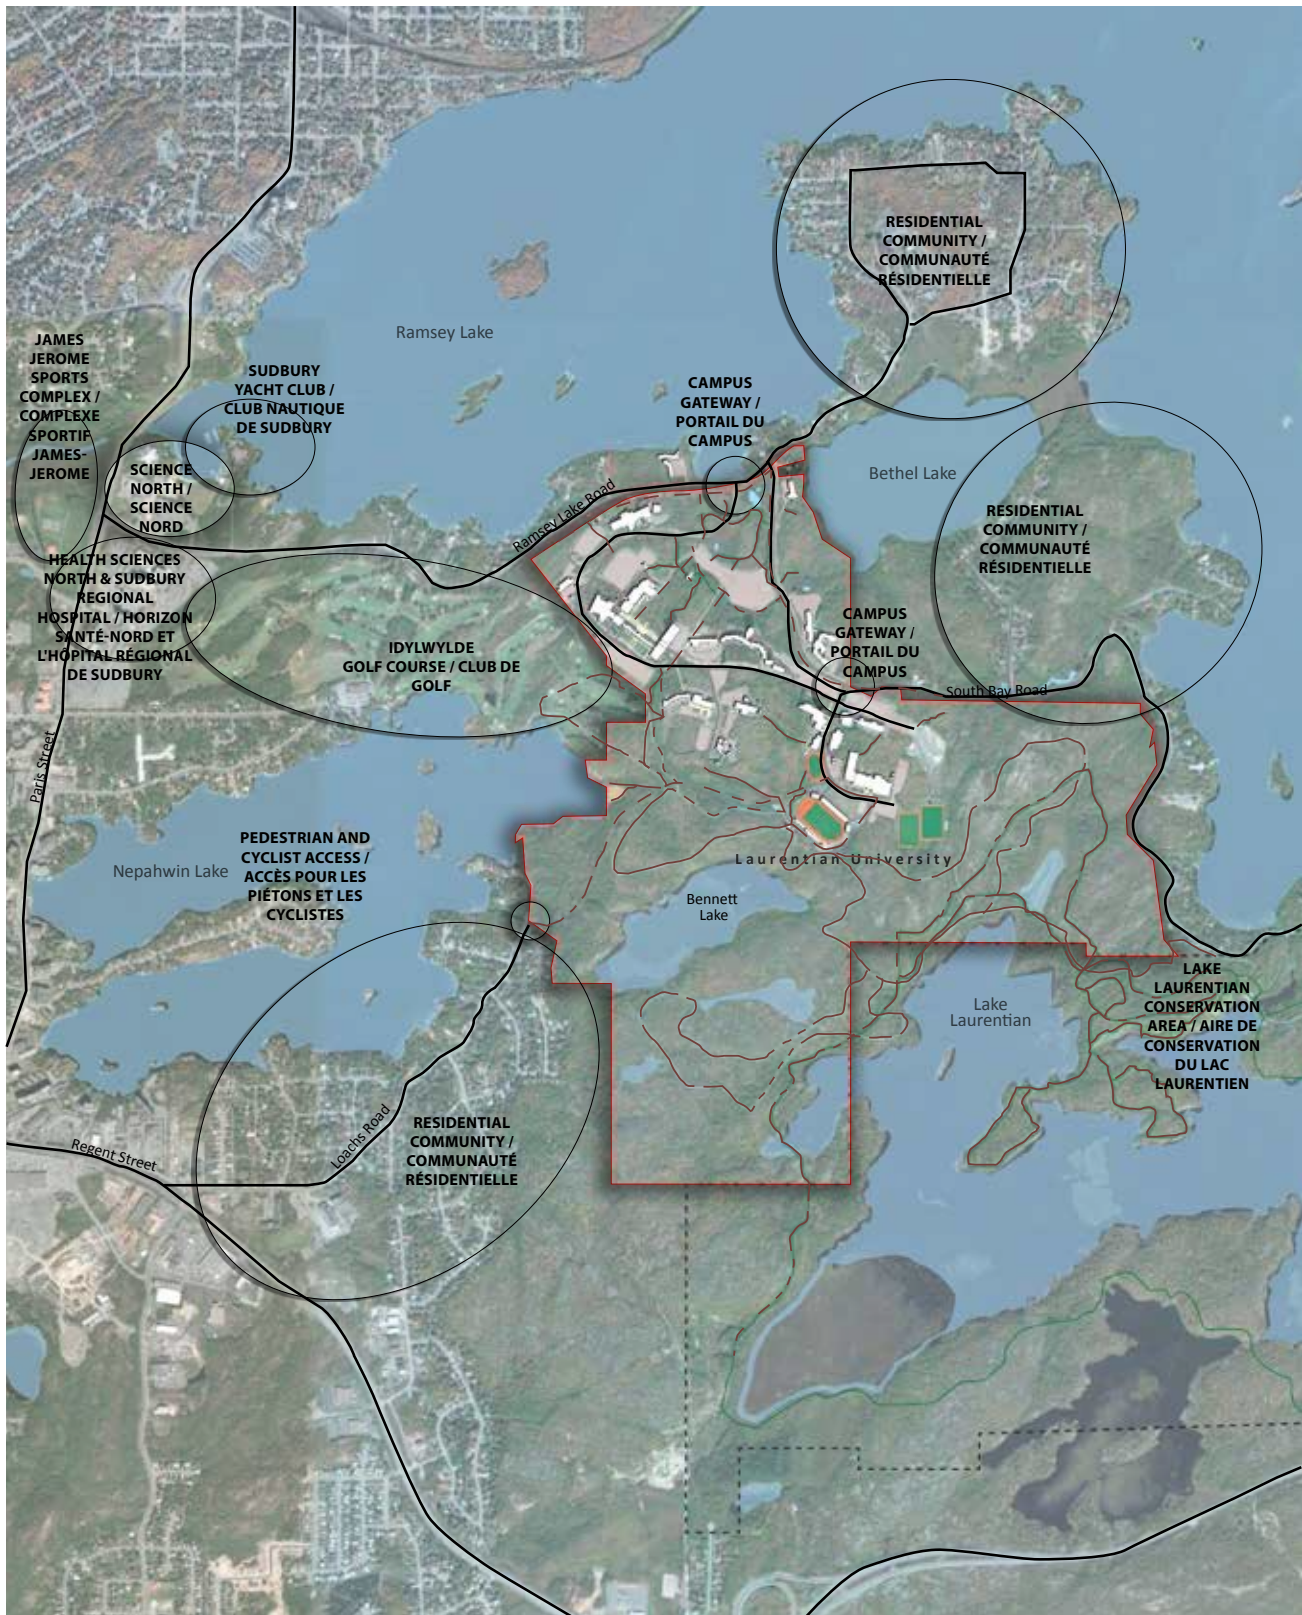 RESIDENTIAL
COMMUNITY /
COMMUNAUTÉ
RÉSIDENTIELLE
Ramsey Lake
JAMES
JEROME
SPORTS
COMPLEX /
COMPLEXE
SPORTIF
JAMES-
JEROME
SUDBURY
YACHT CLUB /
CLUB NAUTIQUE
DE SUDBURY
CAMPUS
GATEWAY /
PORTAIL DU
CAMPUS
SCIENCE
NORTH /
SCIENCE
NORD
Bethel Lake
Ramsey Lake Road
RESIDENTIAL
COMMUNITY /
COMMUNAUTÉ
RÉSIDENTIELLE
HEALTH SCIENCES
NORTH & SUDBURY
REGIONAL
HOSPITAL / HORIZON
SANTÉ-NORD ET
L'HÔPITAL RÉGIONAL
DE SUDBURY
IDYLWYLDE
GOLF COURSE / CLUB DE
GOLF
CAMPUS
GATEWAY /
PORTAIL DU
CAMPUS
South Bay Road
Paris Street
PEDESTRIAN AND
CYCLIST ACCESS /
ACCÈS POUR LES
PIÉTONS ET LES
CYCLISTES
Nepahwin Lake
Laurentian University
Bennett
Lake
Lake
Laurentian
LAKE
LAURENTIAN
CONSERVATION
AREA / AIRE DE
CONSERVATION
DU LAC
LAURENTIEN
Regent Street
Loachs Road
RESIDENTIAL
COMMUNITY /
COMMUNAUTÉ
RÉSIDENTIELLE